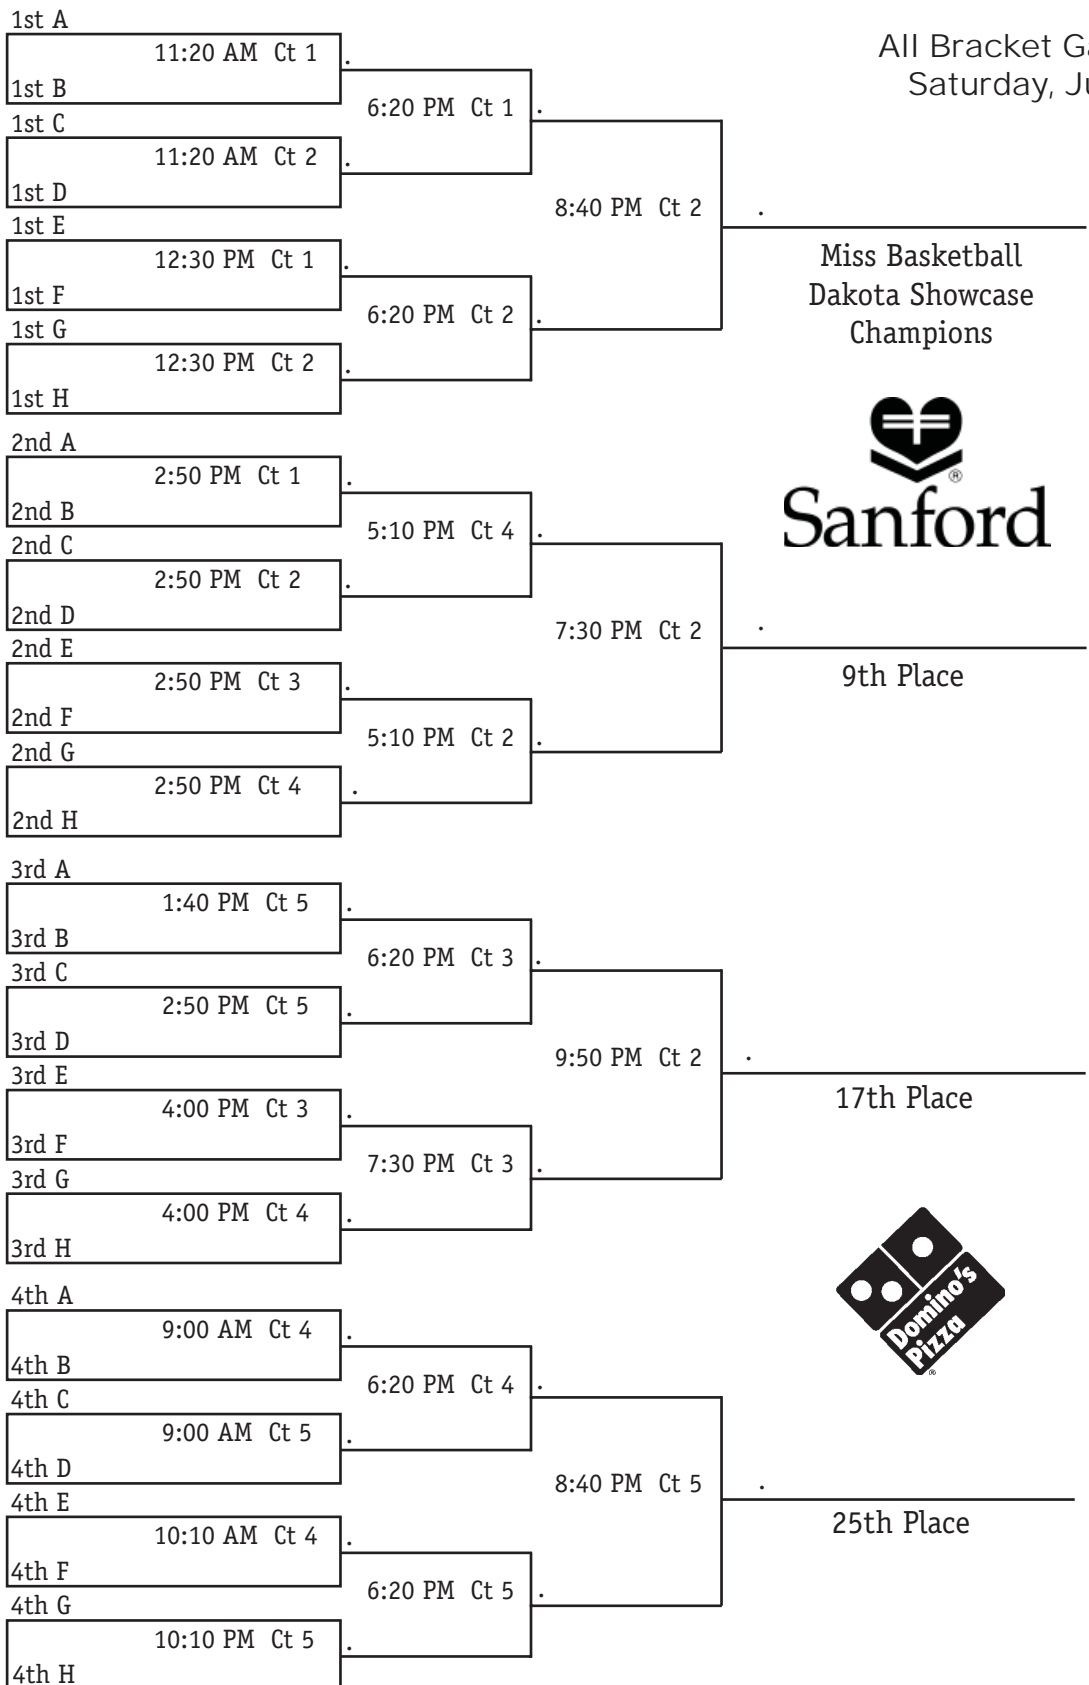 1st A
11:20 AM Ct 1
1st B
6:20 PM Ct 1
1st C
11:20 AM Ct 2
1st D
8:40 PM Ct 2
1st E
12:30 PM Ct 1
1st F
6:20 PM Ct 2
1st G
12:30 PM Ct 2
1st H
All Bracket
Saturday,
Miss Basketball
Dakota Showcase
Champions
Sanford
®
2nd A
2:50 PM Ct 1
2nd B
5:10 PM Ct 4
2nd C
2:50 PM Ct 2
2nd D
7:30 PM Ct 2
2nd E
2:50 PM Ct 3
2nd F
5:10 PM Ct 2
2nd G
2:50 PM Ct 4
2nd H
9th Place
3rd A
1:40 PM Ct 5
3rd B
6:20 PM Ct 3
3rd C
2:50 PM Ct 5
3rd D
9:50 PM Ct 2
3rd E
4:00 PM Ct 3
3rd F
7:30 PM Ct 3
3rd G
4:00 PM Ct 4
3rd H
17th Place
Domino's
Pizza
®
4th A
9:00 AM Ct 4
4th B
6:20 PM Ct 4
4th C
9:00 AM Ct 5
4th D
8:40 PM Ct 5
4th E
10:10 AM Ct 4
4th F
6:20 PM Ct 5
4th G
10:10 PM Ct 5
4th H
25th Place